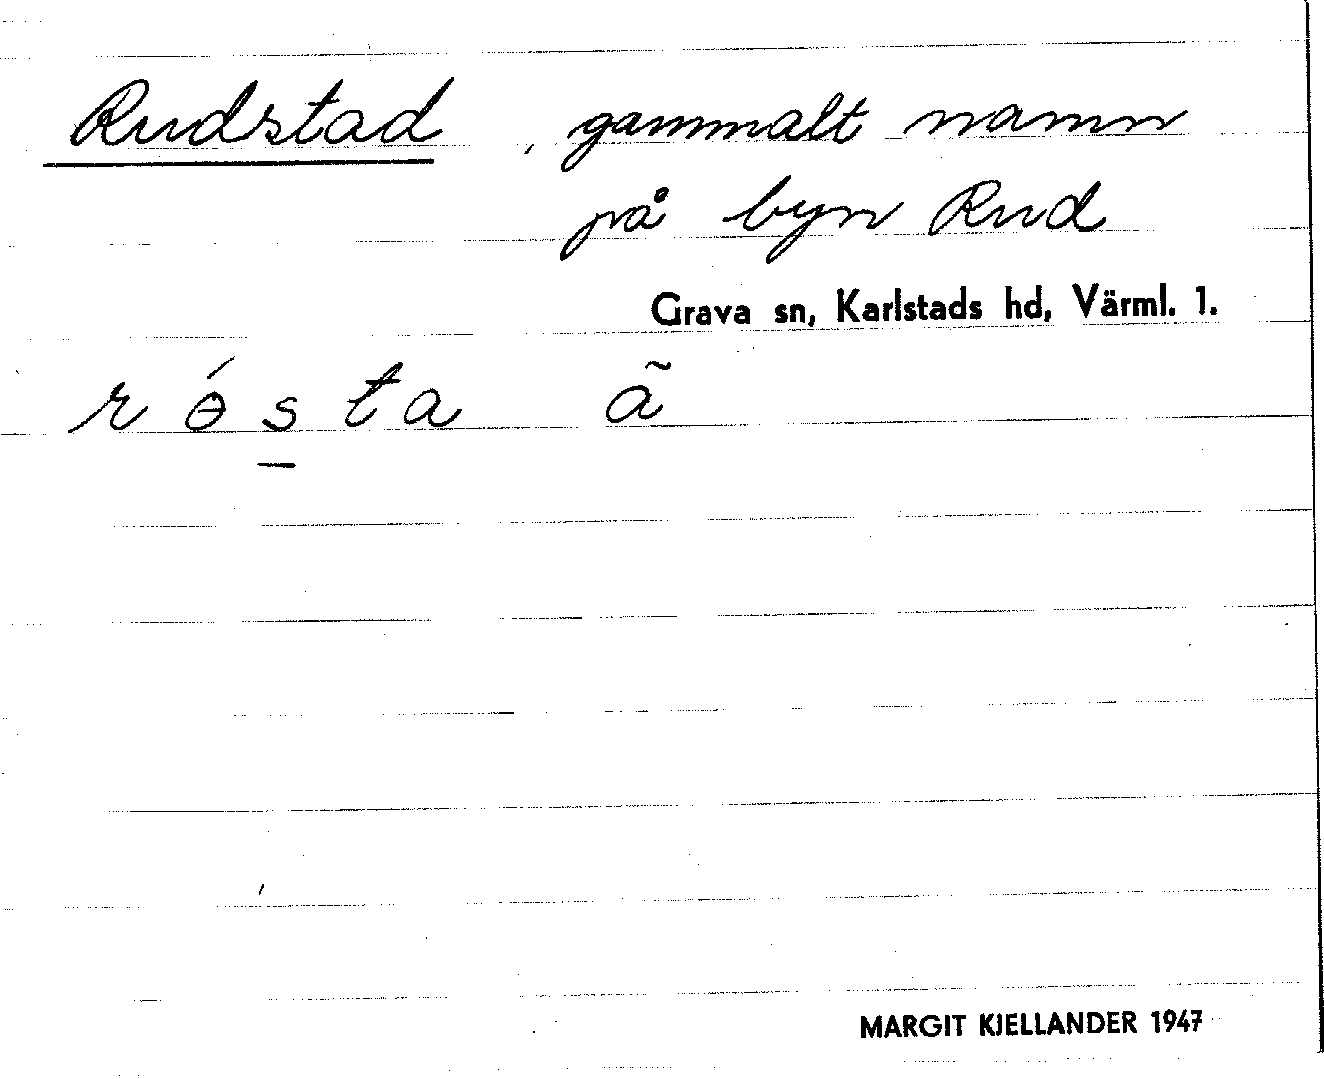 Rudstad, gammalt namn
på byn Rud
Grava sn, Karlstads hd, Värml. 1.
r ɵ́ s̠ t a ã
MARGIT KJELLANDER 1947